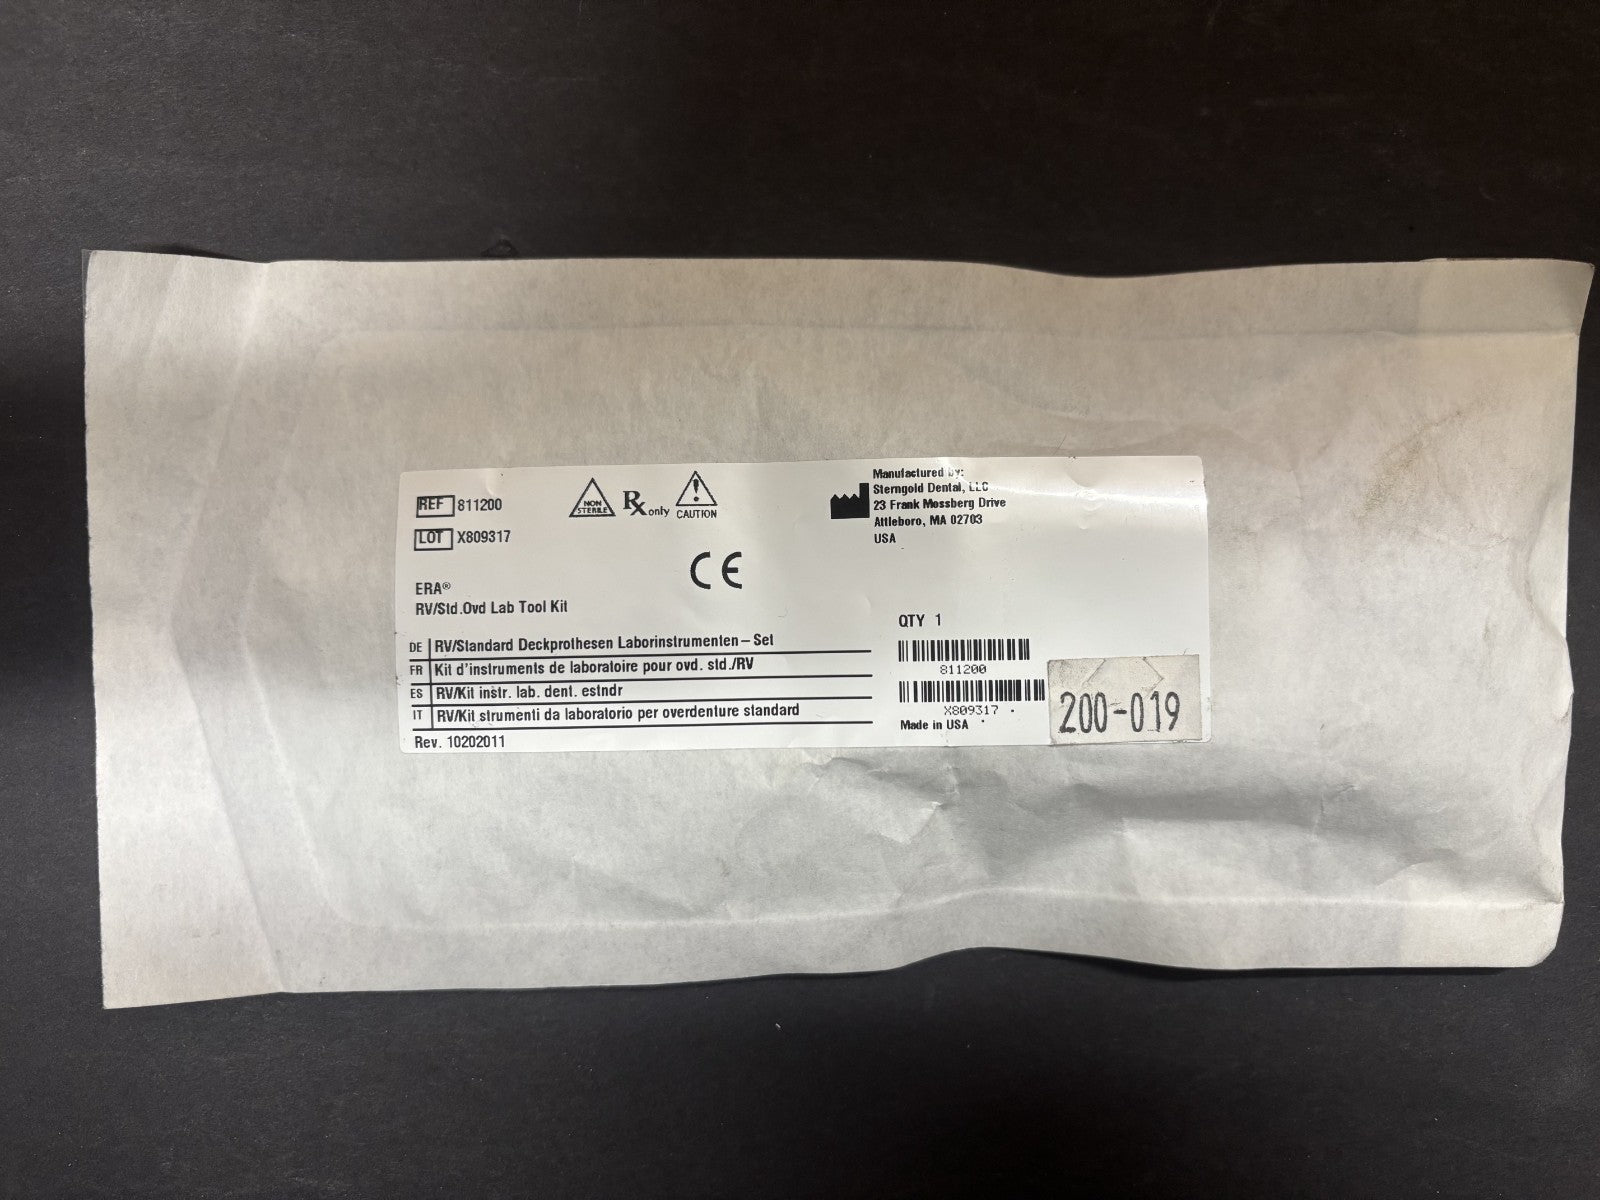 REF 811200
LOT X809317
NON STERILE
Rx only
CAUTION
CE
ERA®
RV/Std.Ovd Lab Tool Kit
DE RV/Standard Deckprothesen Laborinstrumenten – Set
FR Kit d'instruments de laboratoire pour ovd. std./RV
ES RV/Kit instr. lab. dent. estndr
IT RV/Kit strumenti da laboratorio per overdenture standard
Rev. 10202011
Manufactured by:
Sterngold Dental, LLC
23 Frank Mossberg Drive
Attleboro, MA 02703
USA
QTY 1
811200
X809317
Made in USA
200-019